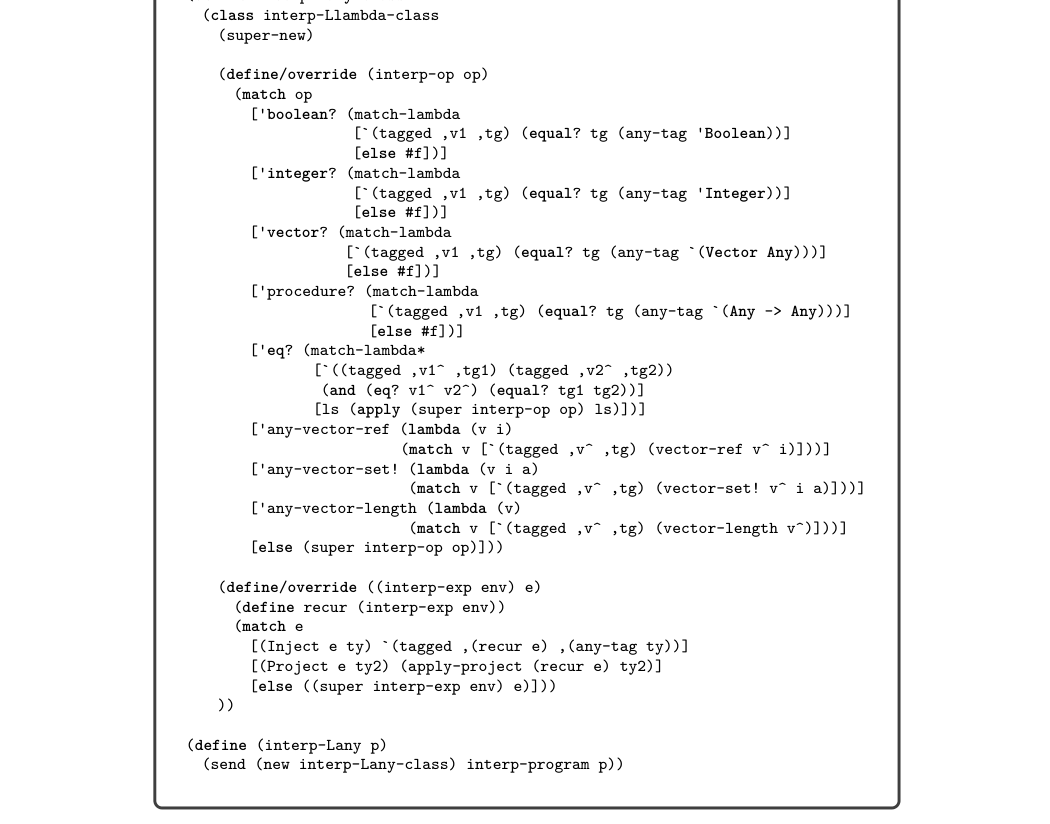 (class interp-Llambda-class
(super-new)
(define/override (interp-op op)
(match op
['boolean? (match-lambda
[`(tagged ,v1 ,tg) (equal? tg (any-tag 'Boolean))]
[else #f])]
['integer? (match-lambda
[`(tagged ,v1 ,tg) (equal? tg (any-tag 'Integer))]
[else #f])]
['vector? (match-lambda
[`(tagged ,v1 ,tg) (equal? tg (any-tag `(Vector Any)))]
[else #f])]
['procedure? (match-lambda
[`(tagged ,v1 ,tg) (equal? tg (any-tag `(Any -> Any)))]
[else #f])]
['eq? (match-lambda*
[`((tagged ,v1^ ,tg1) (tagged ,v2^ ,tg2))
(and (eq? v1^ v2^) (equal? tg1 tg2))]
[ls (apply (super interp-op op) ls)])]
['any-vector-ref (lambda (v i)
(match v [`(tagged ,v^ ,tg) (vector-ref v^ i)]))]
['any-vector-set! (lambda (v i a)
(match v [`(tagged ,v^ ,tg) (vector-set! v^ i a)]))]
['any-vector-length (lambda (v)
(match v [`(tagged ,v^ ,tg) (vector-length v^)]))]
[else (super interp-op op)]))
(define/override ((interp-exp env) e)
(define recur (interp-exp env))
(match e
[(Inject e ty) `(tagged ,(recur e) ,(any-tag ty))]
[(Project e ty2) (apply-project (recur e) ty2)]
[else ((super interp-exp env) e)]))
))
(define (interp-Lany p)
(send (new interp-Lany-class) interp-program p))